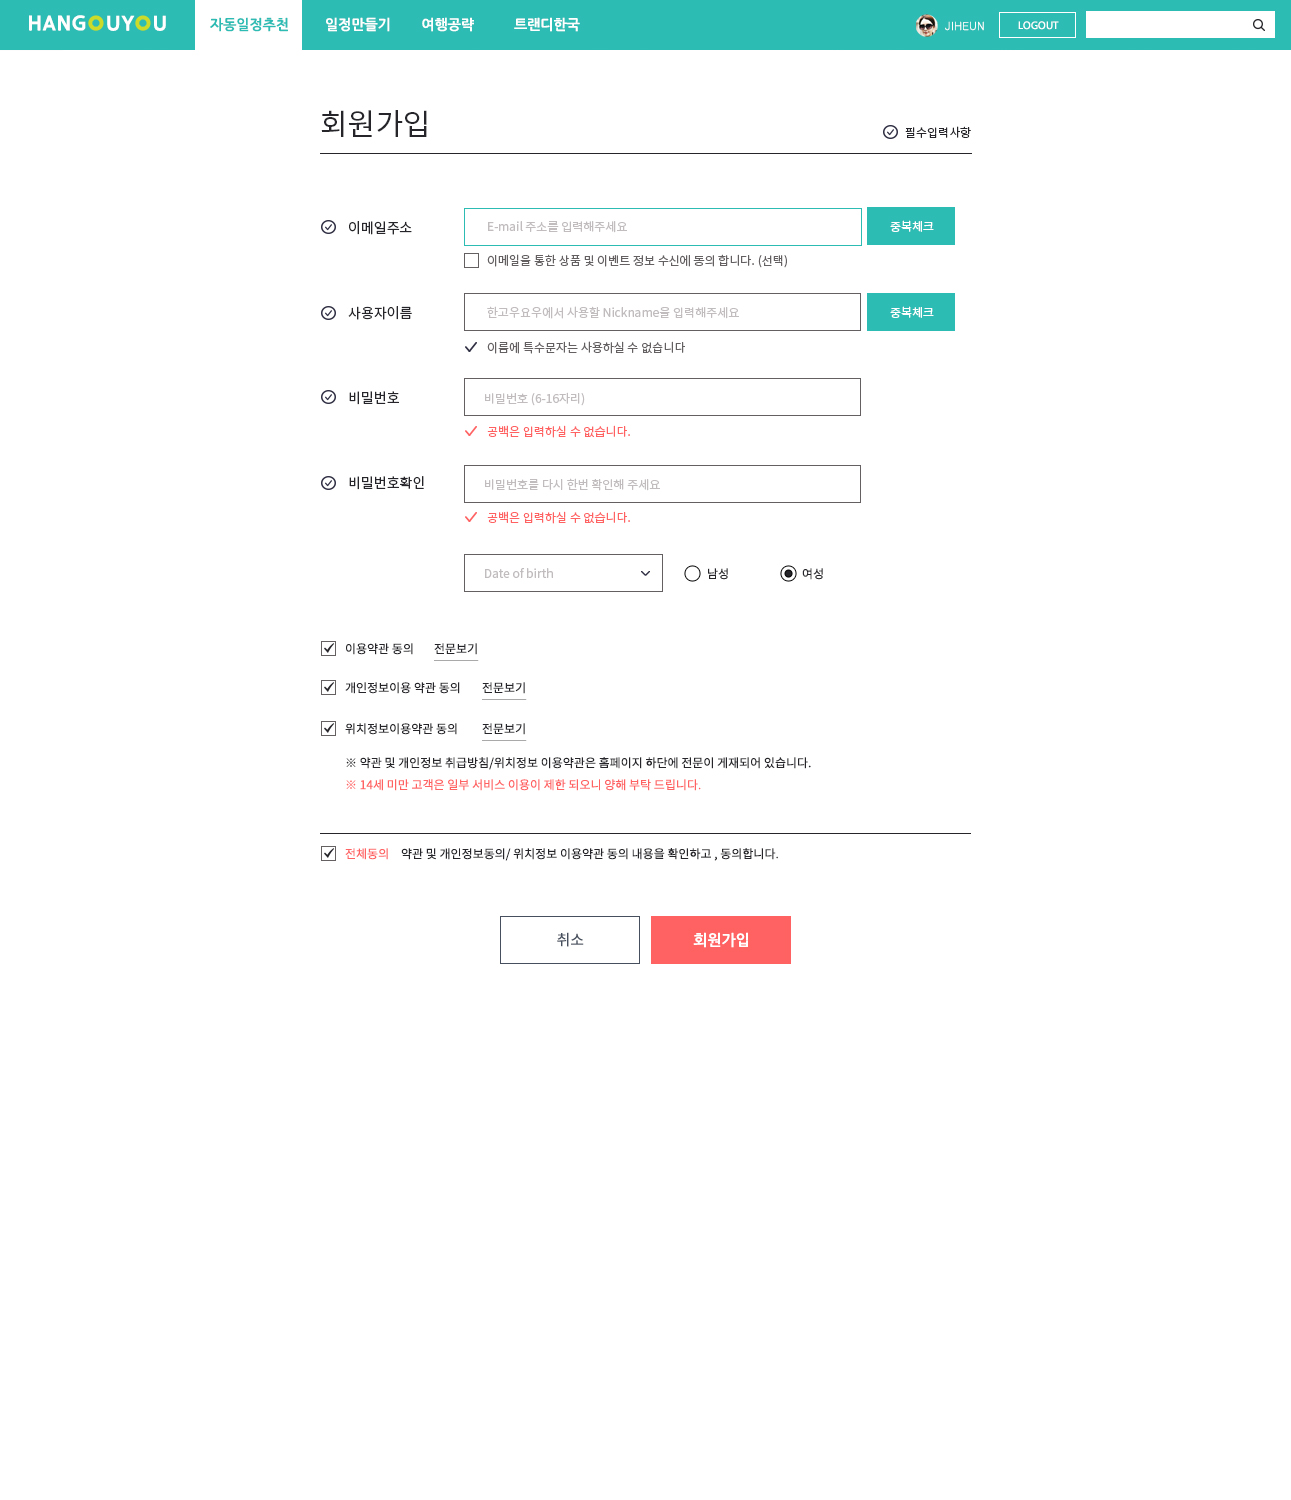 HANGOUYOU 자동일정추천 일정만들기 여행공략 트랜디한국 JIHEUN LOGOUT
회원가입 필수입력사항
이메일주소 E-mail 주소를 입력해주세요 중복체크
이메일을 통한 상품 및 이벤트 정보 수신에 동의 합니다. (선택)
사용자이름 한고우요우에서 사용할 Nickname을 입력해주세요 중복체크
이름에 특수문자는 사용하실 수 없습니다
비밀번호 비밀번호 (6-16자리)
공백은 입력하실 수 없습니다.
비밀번호확인 비밀번호를 다시 한번 확인해 주세요
공백은 입력하실 수 없습니다.
Date of birth 남성 여성
이용약관 동의 전문보기
개인정보이용 약관 동의 전문보기
위치정보이용약관 동의 전문보기
※ 약관 및 개인정보 취급방침/위치정보 이용약관은 홈페이지 하단에 전문이 게재되어 있습니다.
※ 14세 미만 고객은 일부 서비스 이용이 제한 되오니 양해 부탁 드립니다.
전체동의 약관 및 개인정보동의/ 위치정보 이용약관 동의 내용을 확인하고 , 동의합니다.
취소 회원가입